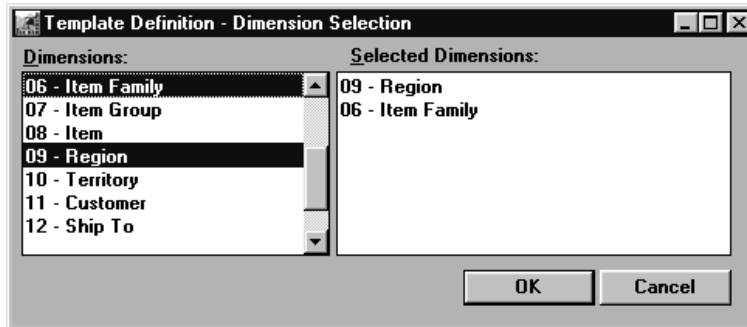 Template Definition - Dimension Selection
Dimensions:
06 - Item Family
07 - Item Group
08 - Item
09 - Region
10 - Territory
11 - Customer
12 - Ship To
Selected Dimensions:
09 - Region
06 - Item Family
OK
Cancel